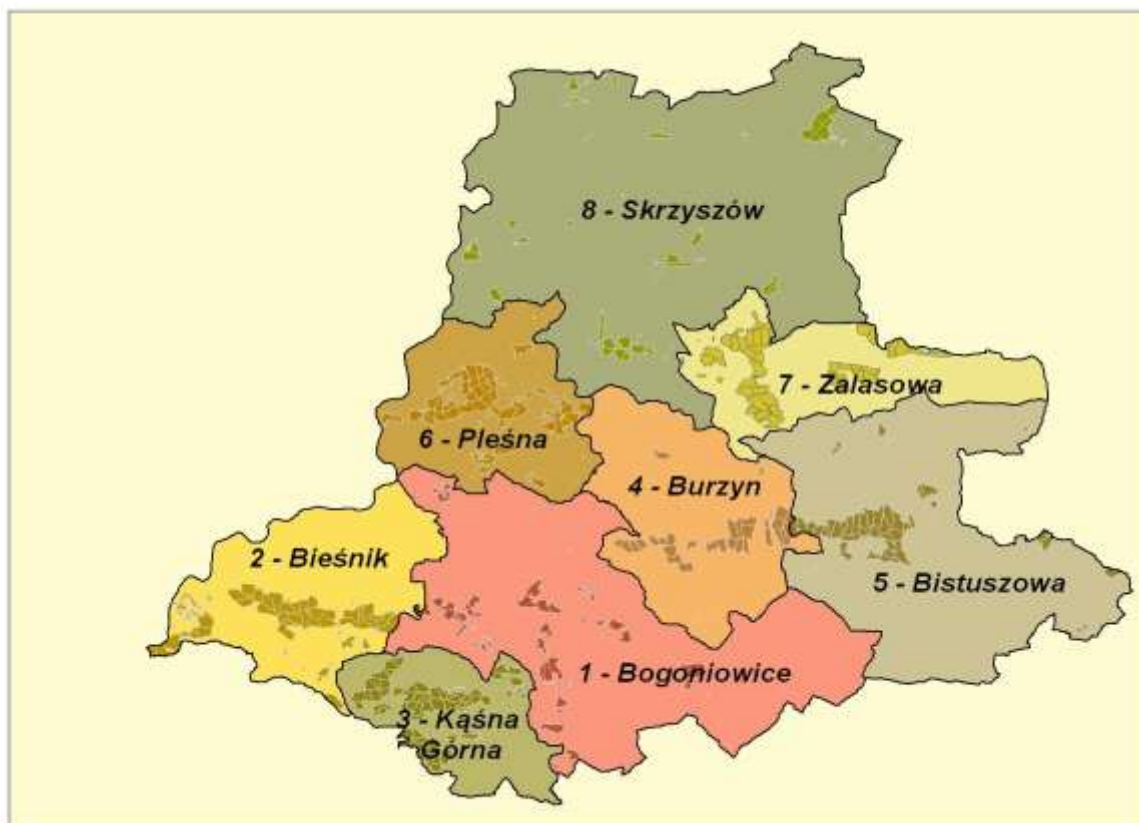 8 - Skrzyszów
7 - Zalasowa
6 - Pleśna
4 - Burzyn
2 - Bieśnik
5 - Bistuszowa
1 - Bogoniowice
3 - Kąśna
Górna